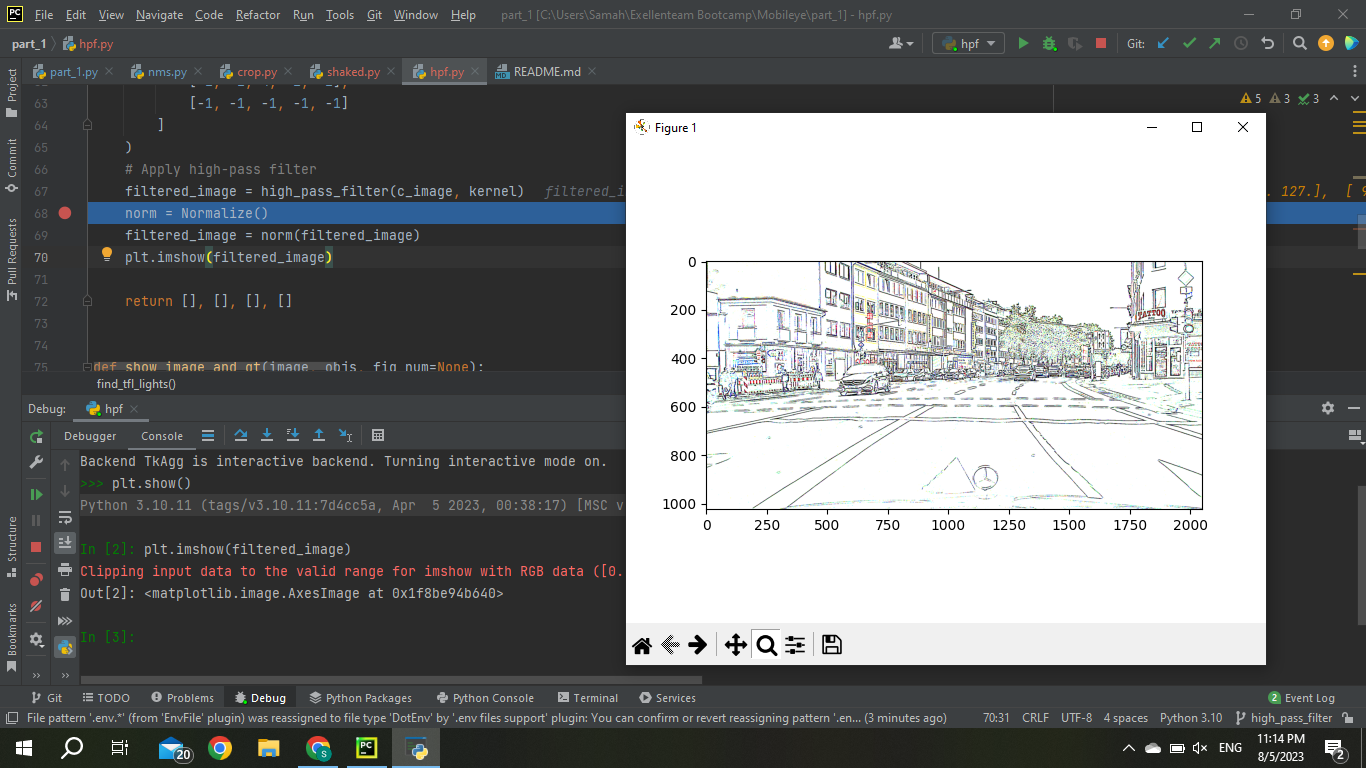 File Edit View Navigate Code Refactor Run Tools Git Window Help part_1 [C:\Users\Samah\Exellenteam Bootcamp\Mobileye\part_1] - hpf.py
part_1 hpf.py hpf Git:
part_1.py nms.py crop.py shaked.py hpf.py README.md
5 3 3
63 [-1, -1, -1, -1, -1]
64 ]
65 )
66 # Apply high-pass filter
67 filtered_image = high_pass_filter(c_image, kernel) filtered_i
127.], [
68 norm = Normalize()
69 filtered_image = norm(filtered_image)
70 plt.imshow(filtered_image)
71
72 return [], [], [], []
73
74
75 def show_image_and_gt(image, objs, fig_num=None):
find_tfl_lights()
Project
Commit
Pull Requests
Structure
Bookmarks
Figure 1
0
200
400
600
800
1000
0 250 500 750 1000 1250 1500 1750 2000
TATTOO
Debug: hpf
Debugger Console
Backend TkAgg is interactive backend. Turning interactive mode on.
>>> plt.show()
Python 3.10.11 (tags/v3.10.11:7d4cc5a, Apr  5 2023, 00:38:17) [MSC v
In [2]: plt.imshow(filtered_image)
Clipping input data to the valid range for imshow with RGB data ([0.
Out[2]: <matplotlib.image.AxesImage at 0x1f8be94b640>
In [3]:
Git TODO Problems Debug Python Packages Python Console Terminal Services 2 Event Log
File pattern '.env.*' (from 'EnvFile' plugin) was reassigned to file type 'DotEnv' by '.env files support' plugin: You can confirm or revert reassigning pattern '.en... (3 minutes ago) 70:31 CRLF UTF-8 4 spaces Python 3.10 high_pass_filter
20 PC ENG 11:14 PM
8/5/2023 2